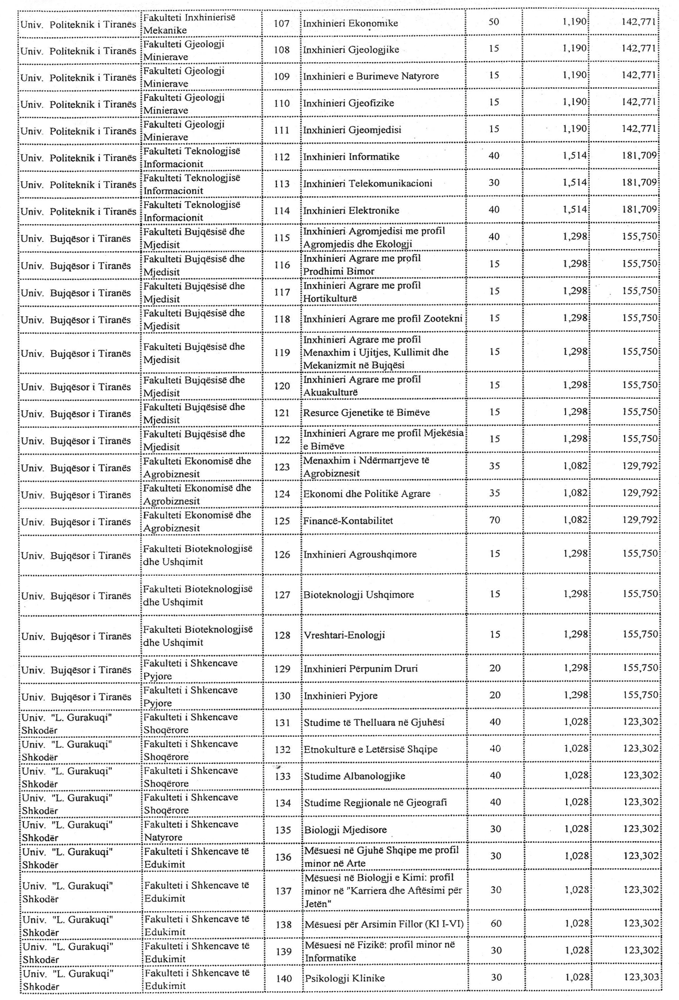 Univ. Politeknik i Tiranës Fakulteti Inxhinierisë Mekanike 107 Inxhinieri Ekonomike 50 1,190 142,771
Univ. Politeknik i Tiranës Fakulteti Gjeologji Minierave 108 Inxhinieri Gjeologjike 15 1,190 142,771
Univ. Politeknik i Tiranës Fakulteti Gjeologji Minierave 109 Inxhinieri e Burimeve Natyrore 15 1,190 142,771
Univ. Politeknik i Tiranës Fakulteti Gjeologji Minierave 110 Inxhinieri Gjeofizike 15 1,190 142,771
Univ. Politeknik i Tiranës Fakulteti Gjeologji Minierave 111 Inxhinieri Gjeomjedisi 15 1,190 142,771
Univ. Politeknik i Tiranës Fakulteti Teknologjisë Informacionit 112 Inxhinieri Informatike 40 1,514 181,709
Univ. Politeknik i Tiranës Fakulteti Teknologjisë Informacionit 113 Inxhinieri Telekomunikacioni 30 1,514 181,709
Univ. Politeknik i Tiranës Fakulteti Teknologjisë Informacionit 114 Inxhinieri Elektronike 40 1,514 181,709
Univ. Bujqësor i Tiranës Fakulteti Bujqësisë dhe Mjedisit 115 Inxhinieri Agromjedisi me profil Agromjedis dhe Ekologji 40 1,298 155,750
Univ. Bujqësor i Tiranës Fakulteti Bujqësisë dhe Mjedisit 116 Inxhinieri Agrare me profil Prodhimi Bimor 15 1,298 155,750
Univ. Bujqësor i Tiranës Fakulteti Bujqësisë dhe Mjedisit 117 Inxhinieri Agrare me profil Hortikulturë 15 1,298 155,750
Univ. Bujqësor i Tiranës Fakulteti Bujqësisë dhe Mjedisit 118 Inxhinieri Agrare me profil Zootekni 15 1,298 155,750
Univ. Bujqësor i Tiranës Fakulteti Bujqësisë dhe Mjedisit 119 Inxhinieri Agrare me profil Menaxhim i Ujitjes, Kullimit dhe Mekanizmit në Bujqësi 15 1,298 155,750
Univ. Bujqësor i Tiranës Fakulteti Bujqësisë dhe Mjedisit 120 Inxhinieri Agrare me profil Akuakulturë 15 1,298 155,750
Univ. Bujqësor i Tiranës Fakulteti Bujqësisë dhe Mjedisit 121 Resurce Gjenetike të Bimëve 15 1,298 155,750
Univ. Bujqësor i Tiranës Fakulteti Bujqësisë dhe Mjedisit 122 Inxhinieri Agrare me profil Mjekësia e Bimëve 15 1,298 155,750
Univ. Bujqësor i Tiranës Fakulteti Ekonomisë dhe Agrobiznesit 123 Menaxhim i Ndërmarrjeve të Agrobiznesit 35 1,082 129,792
Univ. Bujqësor i Tiranës Fakulteti Ekonomisë dhe Agrobiznesit 124 Ekonomi dhe Politikë Agrare 35 1,082 129,792
Univ. Bujqësor i Tiranës Fakulteti Ekonomisë dhe Agrobiznesit 125 Financë-Kontabilitet 70 1,082 129,792
Univ. Bujqësor i Tiranës Fakulteti Bioteknologjisë dhe Ushqimit 126 Inxhinieri Agroushqimore 15 1,298 155,750
Univ. Bujqësor i Tiranës Fakulteti Bioteknologjisë dhe Ushqimit 127 Bioteknologji Ushqimore 15 1,298 155,750
Univ. Bujqësor i Tiranës Fakulteti Bioteknologjisë dhe Ushqimit 128 Vreshtari-Enologji 15 1,298 155,750
Univ. Bujqësor i Tiranës Fakulteti i Shkencave Pyjore 129 Inxhinieri Përpunim Druri 20 1,298 155,750
Univ. Bujqësor i Tiranës Fakulteti i Shkencave Pyjore 130 Inxhinieri Pyjore 20 1,298 155,750
Univ. "L. Gurakuqi" Shkodër Fakulteti i Shkencave Shoqërore 131 Studime të Thelluara në Gjuhësi 40 1,028 123,302
Univ. "L. Gurakuqi" Shkodër Fakulteti i Shkencave Shoqërore 132 Etnokulturë e Letërsisë Shqipe 40 1,028 123,302
Univ. "L. Gurakuqi" Shkodër Fakulteti i Shkencave Shoqërore 133 Studime Albanologjike 40 1,028 123,302
Univ. "L. Gurakuqi" Shkodër Fakulteti i Shkencave Shoqërore 134 Studime Regjionale në Gjeografi 40 1,028 123,302
Univ. "L. Gurakuqi" Shkodër Fakulteti i Shkencave Natyrore 135 Biologji Mjedisore 30 1,028 123,302
Univ. "L. Gurakuqi" Shkodër Fakulteti i Shkencave të Edukimit 136 Mësuesi në Gjuhë Shqipe me profil minor në Arte 30 1,028 123,302
Univ. "L. Gurakuqi" Shkodër Fakulteti i Shkencave të Edukimit 137 Mësuesi në Biologji e Kimi: profil minor në "Karriera dhe Aftësimi për Jetën" 30 1,028 123,302
Univ. "L. Gurakuqi" Shkodër Fakulteti i Shkencave të Edukimit 138 Mësuesi për Arsimin Fillor (Kl I-VI) 60 1,028 123,302
Univ. "L. Gurakuqi" Shkodër Fakulteti i Shkencave të Edukimit 139 Mësuesi në Fizikë: profil minor në Informatike 30 1,028 123,302
Univ. "L. Gurakuqi" Shkodër Fakulteti i Shkencave të Edukimit 140 Psikologji Klinike 30 1,028 123,303